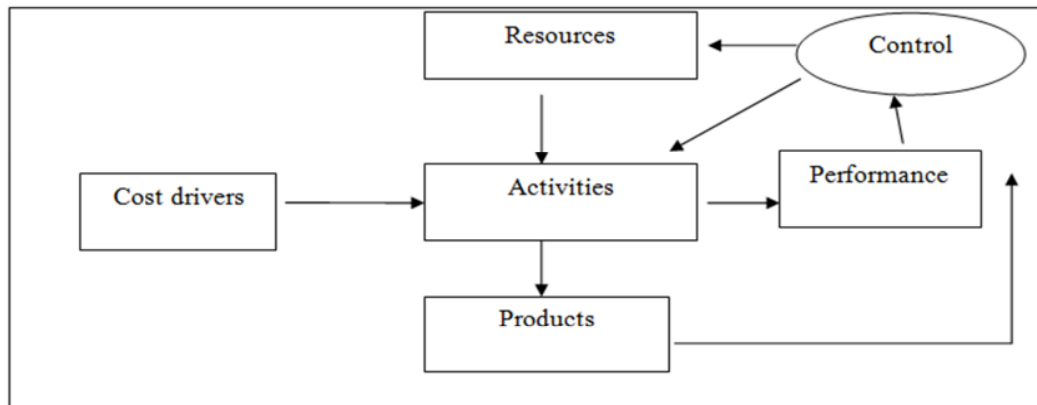 Resources
Control
Activities
Performance
Cost drivers
Products